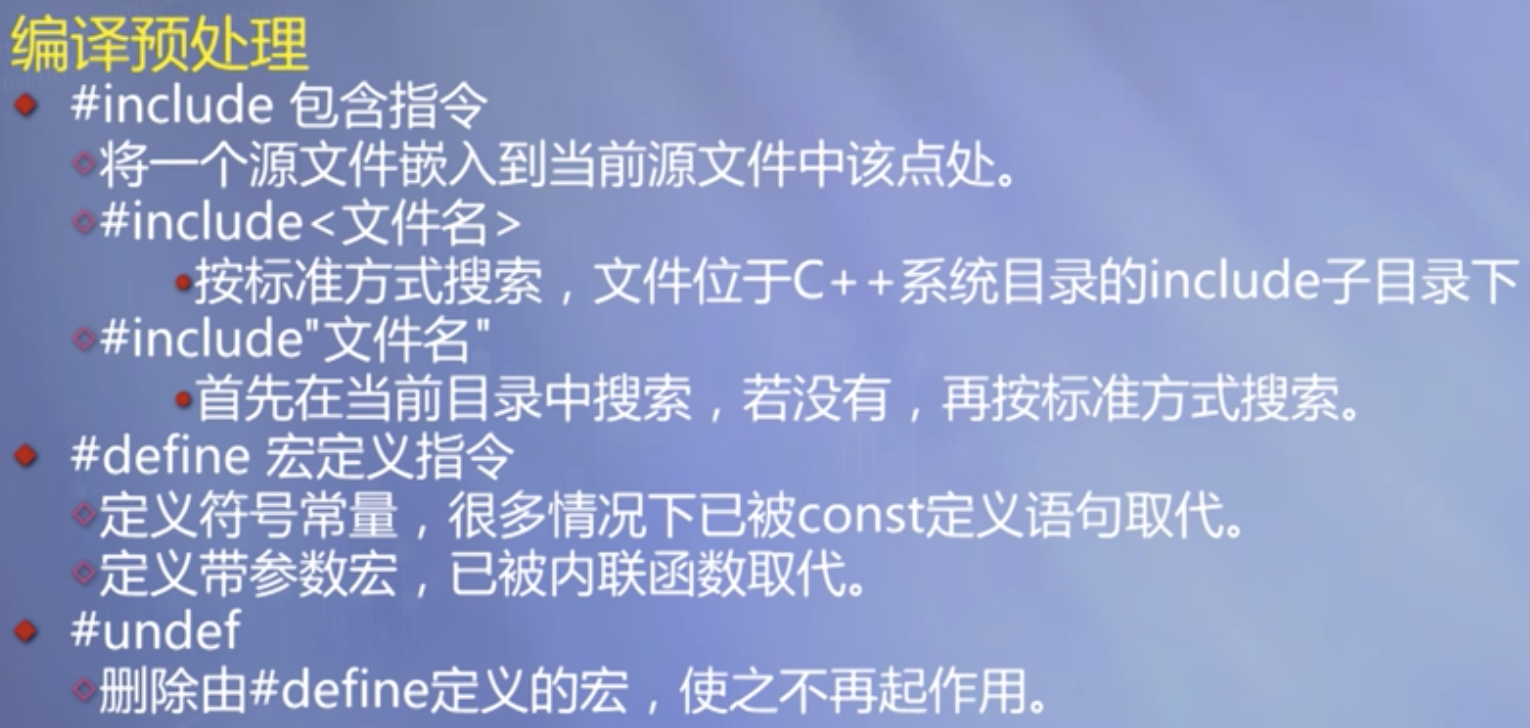 编译预处理
#include 包含指令
将一个源文件嵌入到当前源文件中该点处。
#include<文件名>
按标准方式搜索，文件位于C++系统目录的include子目录下
#include"文件名"
首先在当前目录中搜索，若没有，再按标准方式搜索。
#define 宏定义指令
定义符号常量，很多情况下已被const定义语句取代。
定义带参数宏，已被内联函数取代。
#undef
删除由#define定义的宏，使之不再起作用。